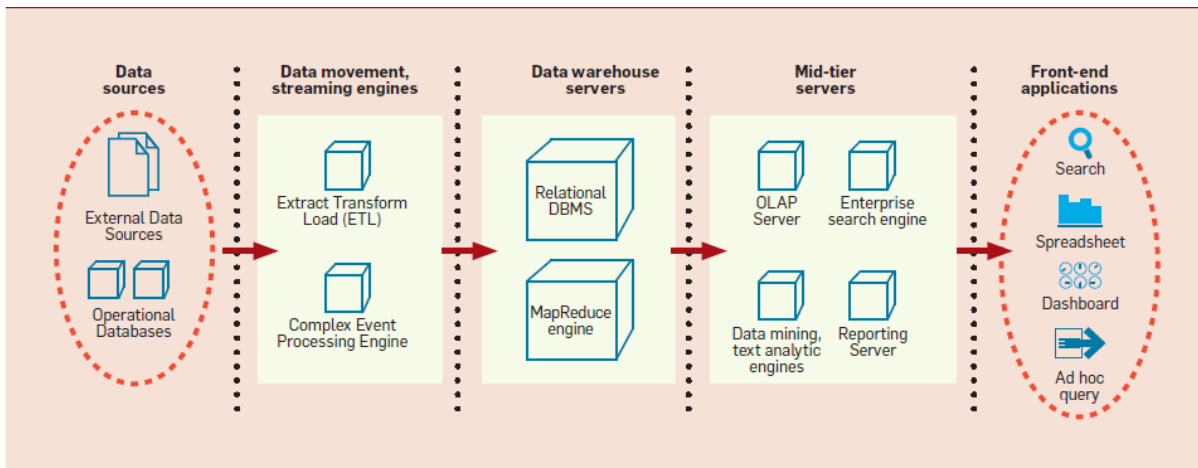 Data
sources
Data movement,
streaming engines
Data warehouse
servers
Mid-tier
servers
Front-end
applications
External Data
Sources
Operational
Databases
Extract Transform
Load (ETL)
Complex Event
Processing Engine
Relational
DBMS
MapReduce
engine
OLAP
Server
Enterprise
search engine
Data mining,
text analytic
engines
Reporting
Server
Search
Spreadsheet
Dashboard
Ad hoc
query